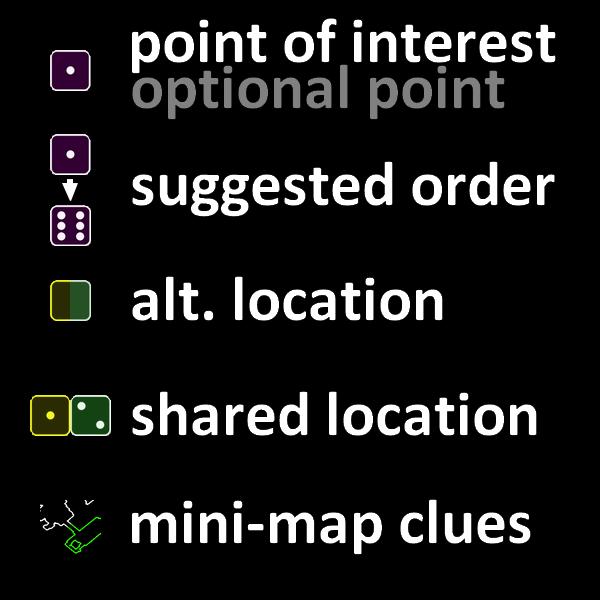 point of interest
optional point
suggested order
alt. location
shared location
mini-map clues